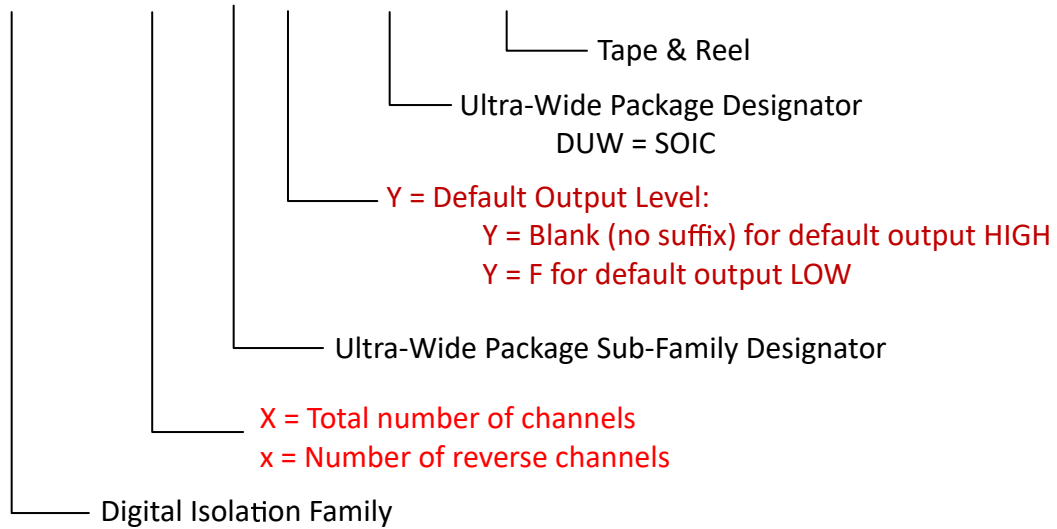 Tape & Reel
Ultra-Wide Package Designator
DUW = SOIC
Y = Default Output Level:
Y = Blank (no suffix) for default output HIGH
Y = F for default output LOW
Ultra-Wide Package Sub-Family Designator
X = Total number of channels
x = Number of reverse channels
Digital Isolation Family